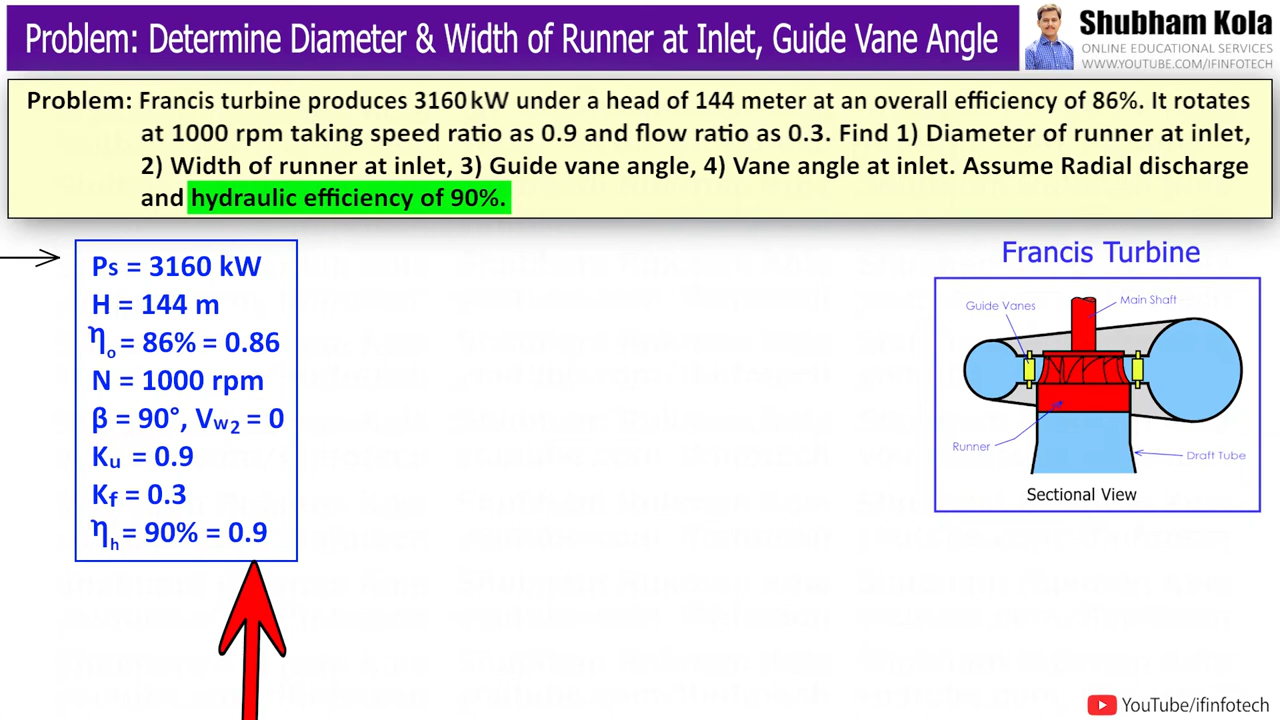 Problem: Determine Diameter & Width of Runner at Inlet, Guide Vane Angle
Shubham Kola
ONLINE EDUCATIONAL SERVICES
WWW.YOUTUBE.COM/IFINFOTECH
Problem: Francis turbine produces 3160 kW under a head of 144 meter at an overall efficiency of 86%. It rotates
at 1000 rpm taking speed ratio as 0.9 and flow ratio as 0.3. Find 1) Diameter of runner at inlet,
2) Width of runner at inlet, 3) Guide vane angle, 4) Vane angle at inlet. Assume Radial discharge
and hydraulic efficiency of 90%.
Ps = 3160 kW
H = 144 m
ηo = 86% = 0.86
N = 1000 rpm
β = 90°, Vw2 = 0
Ku = 0.9
Kf = 0.3
ηh = 90% = 0.9
Francis Turbine
Guide Vanes
Main Shaft
Runner
Draft Tube
Sectional View
YouTube/ifinfotech